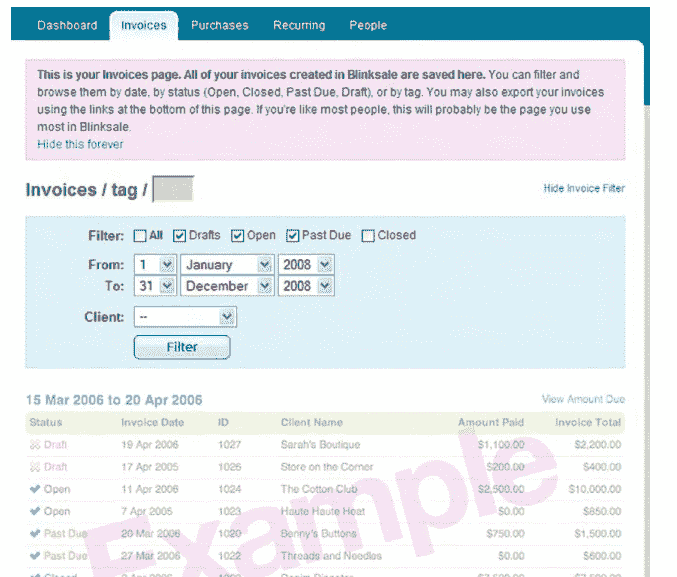 Dashboard Invoices Purchases Recurring People
This is your Invoices page. All of your invoices created in Blinksale are saved here. You can filter and
browse them by date, by status (Open, Closed, Past Due, Draft), or by tag. You may also export your invoices
using the links at the bottom of this page. If you're like most people, this will probably be the page you use
most in Blinksale.
Hide this forever
Invoices / tag /
Hide Invoice Filter
Filter: All Drafts Open Past Due Closed
From: 1 January 2008
To: 31 December 2008
Client: --
Filter
15 Mar 2006 to 20 Apr 2006 View Amount Due
Status Invoice Date ID Client Name Amount Paid Invoice Total
Draft 19 Apr 2006 1027 Sarah's Boutique $1,100.00 $2,200.00
Draft 17 Apr 2005 1026 Store on the Corner $200.00 $400.00
Open 11 Apr 2006 1024 The Cotton Club $2,500.00 $10,000.00
Open 7 Apr 2005 1023 Haute Haute Heat $0.00 $850.00
Past Due 20 Mar 2006 1020 Benny's Buttons $750.00 $1,500.00
Past Due 27 Mar 2006 1022 Threads and Needles $0.00 $600.00
Example